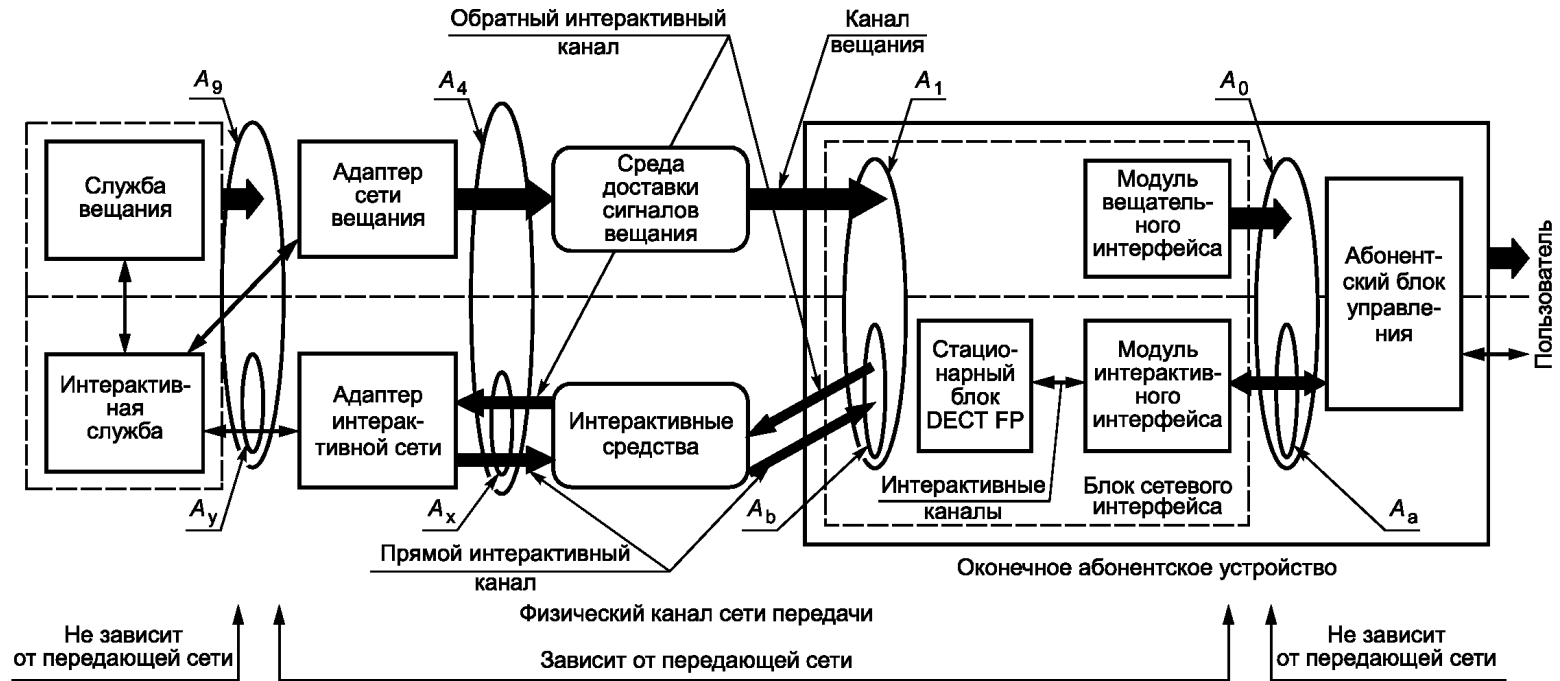 Обратный интерактивный
канал
Канал
вещания
A9
A4
A1
A0
Служба
вещания
Адаптер
сети
вещания
Среда
доставки
сигналов
вещания
Модуль
вещатель-
ного
интерфейса
Абонент-
ский блок
управле-
ния
Пользователь
Интерактив-
ная
служба
Адаптер
интерак-
тивной сети
Интерактивные
средства
Стацио-
нарный
блок
DECT FP
Модуль
интерактив-
ного
интерфейса
Интерактивные
каналы
Блок сетевого
интерфейса
Ay
Ax
Ab
Aa
Прямой интерактивный
канал
Оконечное абонентское устройство
Физический канал сети передачи
Не зависит
от передающей сети
Зависит от передающей сети
Не зависит
от передающей сети